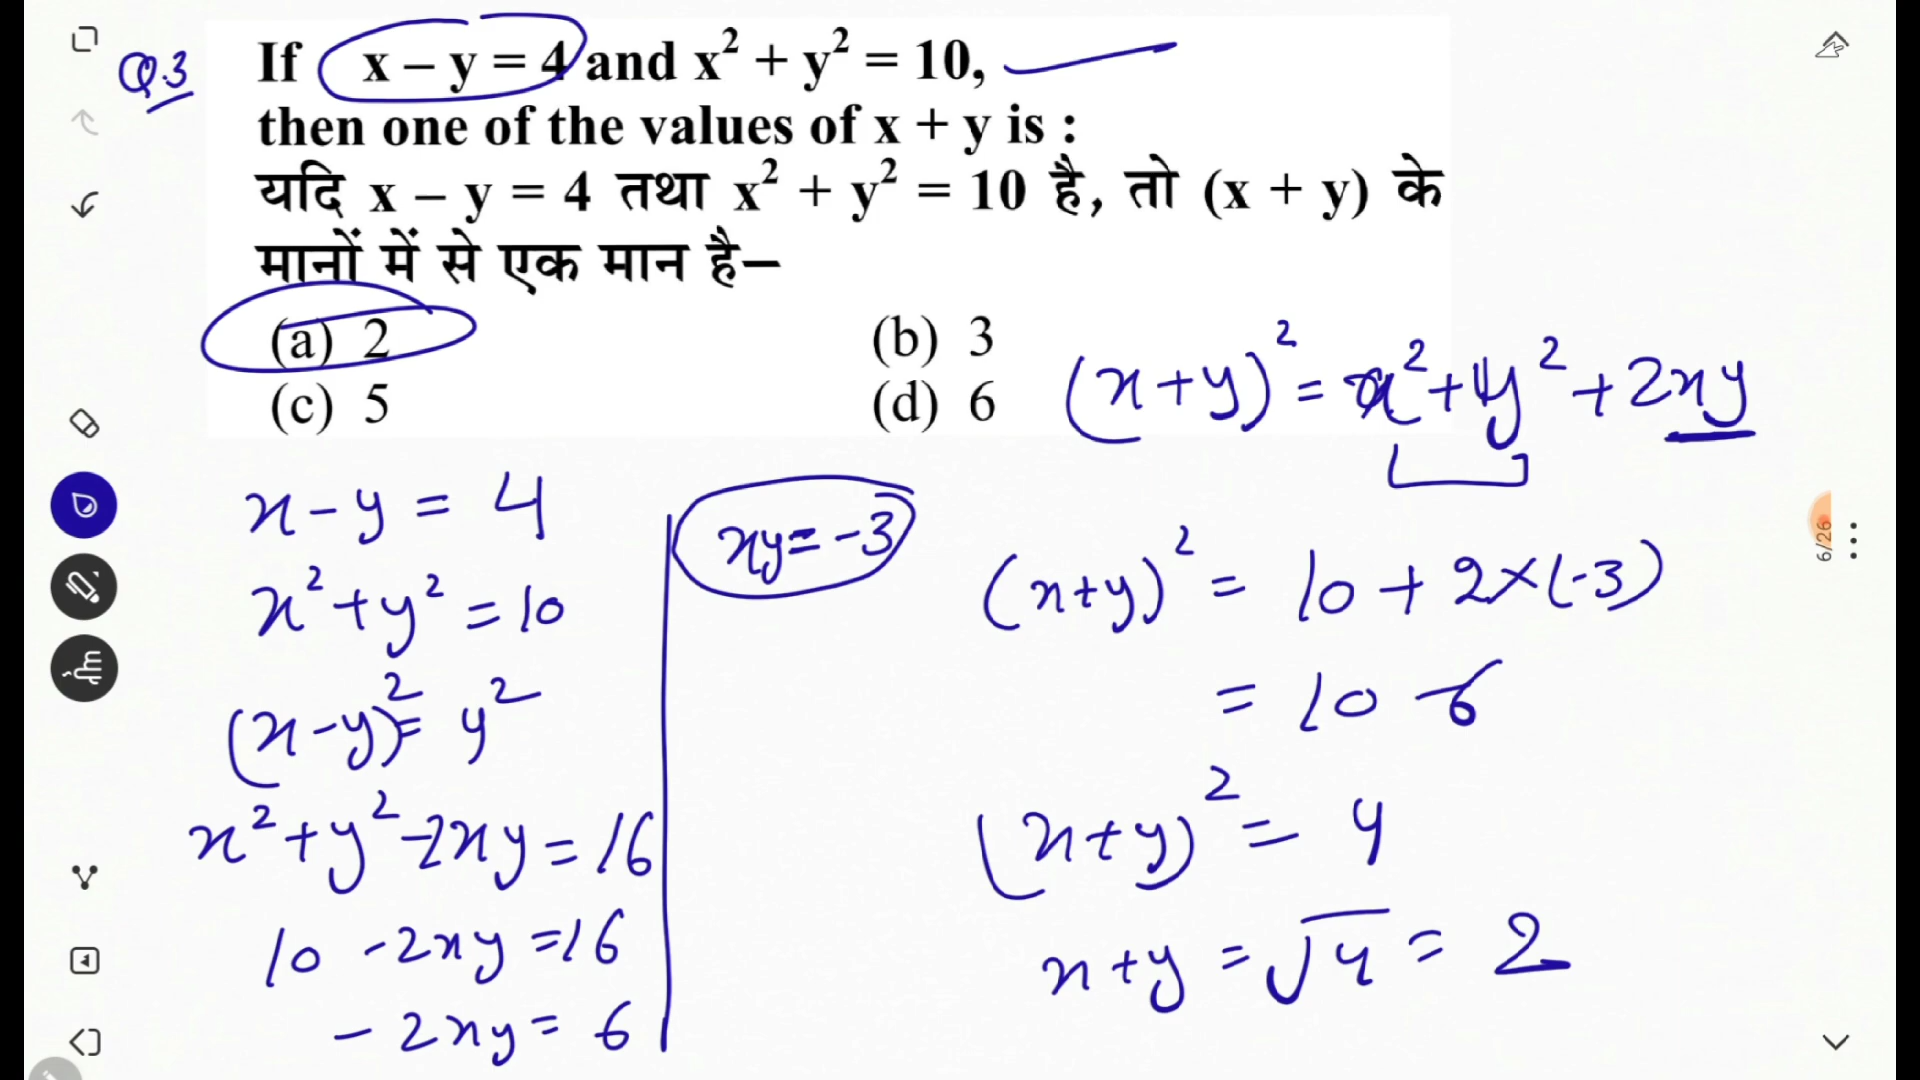 Q.3 If x – y = 4 and x² + y² = 10,
then one of the values of x + y is :
यदि x – y = 4 तथा x² + y² = 10 है, तो (x + y) के
मानों में से एक मान है–
(a) 2 (b) 3
(c) 5 (d) 6
(x+y)² = x²+y²+2xy
x-y = 4
x²+y² = 10
(x-y)² = 4²
x²+y²-2xy = 16
10 -2xy = 16
- 2xy = 6
xy = -3
(x+y)² = 10 + 2×(-3)
= 10 - 6
(x+y)² = 4
x+y = √4 = 2
6/26